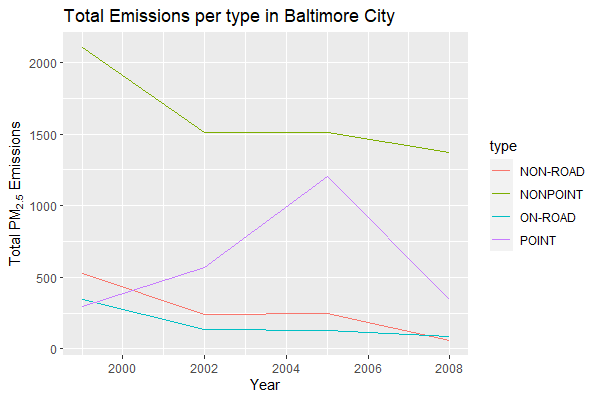 Total Emissions per type in Baltimore City
Total PM2.5 Emissions
2000
1500
1000
500
0
2000
2002
2004
2006
2008
Year
type
NON-ROAD
NONPOINT
ON-ROAD
POINT